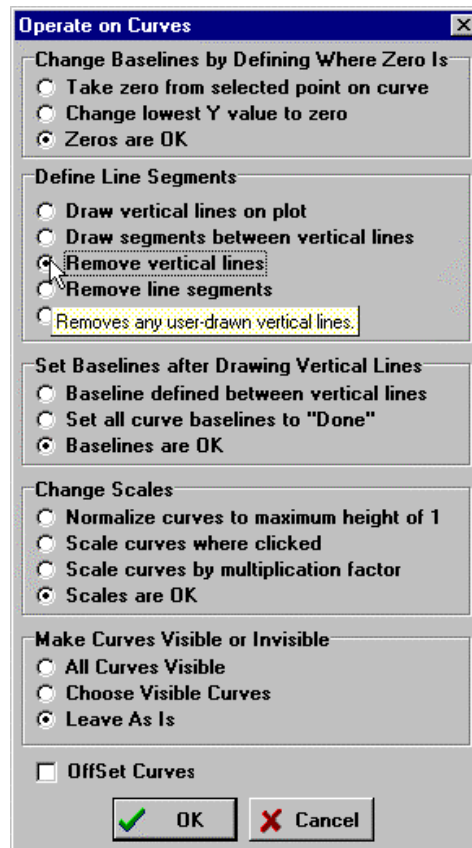 Operate on Curves
Change Baselines by Defining Where Zero Is
Take zero from selected point on curve
Change lowest Y value to zero
Zeros are OK
Define Line Segments
Draw vertical lines on plot
Draw segments between vertical lines
Remove vertical lines
Remove line segments
Removes any user-drawn vertical lines.
Set Baselines after Drawing Vertical Lines
Baseline defined between vertical lines
Set all curve baselines to "Done"
Baselines are OK
Change Scales
Normalize curves to maximum height of 1
Scale curves where clicked
Scale curves by multiplication factor
Scales are OK
Make Curves Visible or Invisible
All Curves Visible
Choose Visible Curves
Leave As Is
OffSet Curves
OK
Cancel